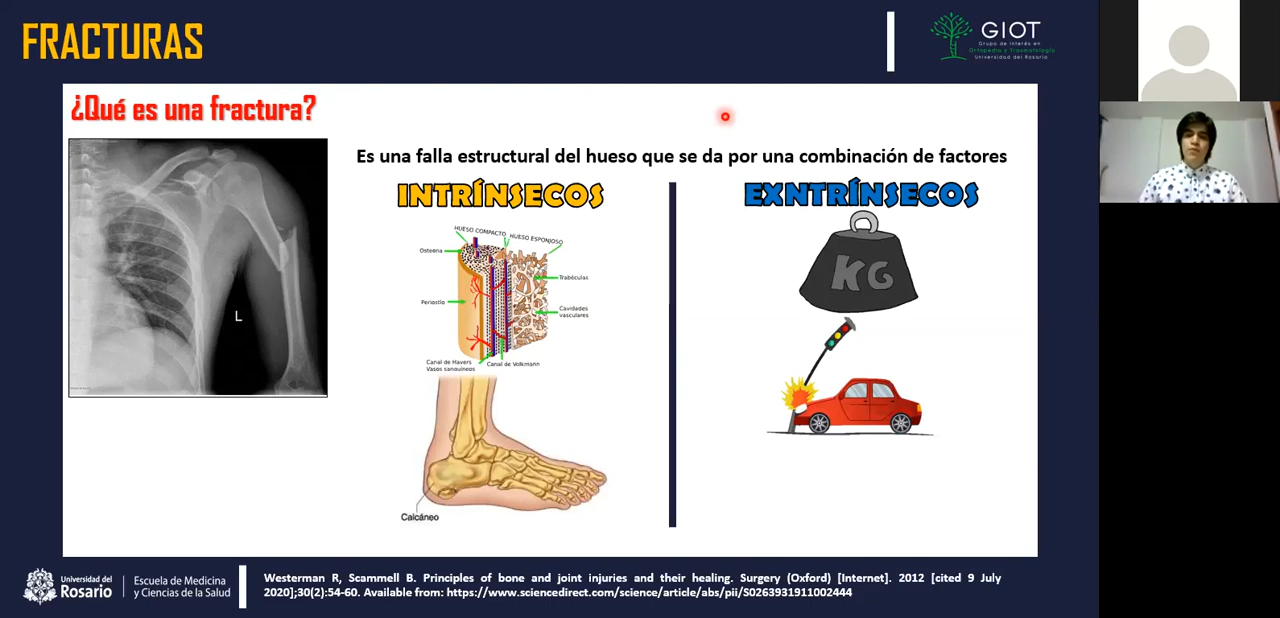 FRACTURAS
GIOT
Grupo de Interés en
Ortopedia y Traumatología
Universidad del Rosario
¿Qué es una fractura?
Es una falla estructural del hueso que se da por una combinación de factores
INTRÍNSECOS
EXNTRÍNSECOS
HUESO COMPACTO
HUESO ESPONJOSO
Osteona
Trabéculas
Periostio
Cavidades
vasculares
Canal de Havers
Vasos sanguineos
Canal de Volkmann
Calcáneo
L
KG
Universidad del
Rosario
Escuela de Medicina
y Ciencias de la Salud
Westerman R, Scammell B. Principles of bone and joint injuries and their healing. Surgery (Oxford) [Internet]. 2012 [cited 9 July
2020];30(2):54-60. Available from: https://www.sciencedirect.com/science/article/abs/pii/S0263931911002444